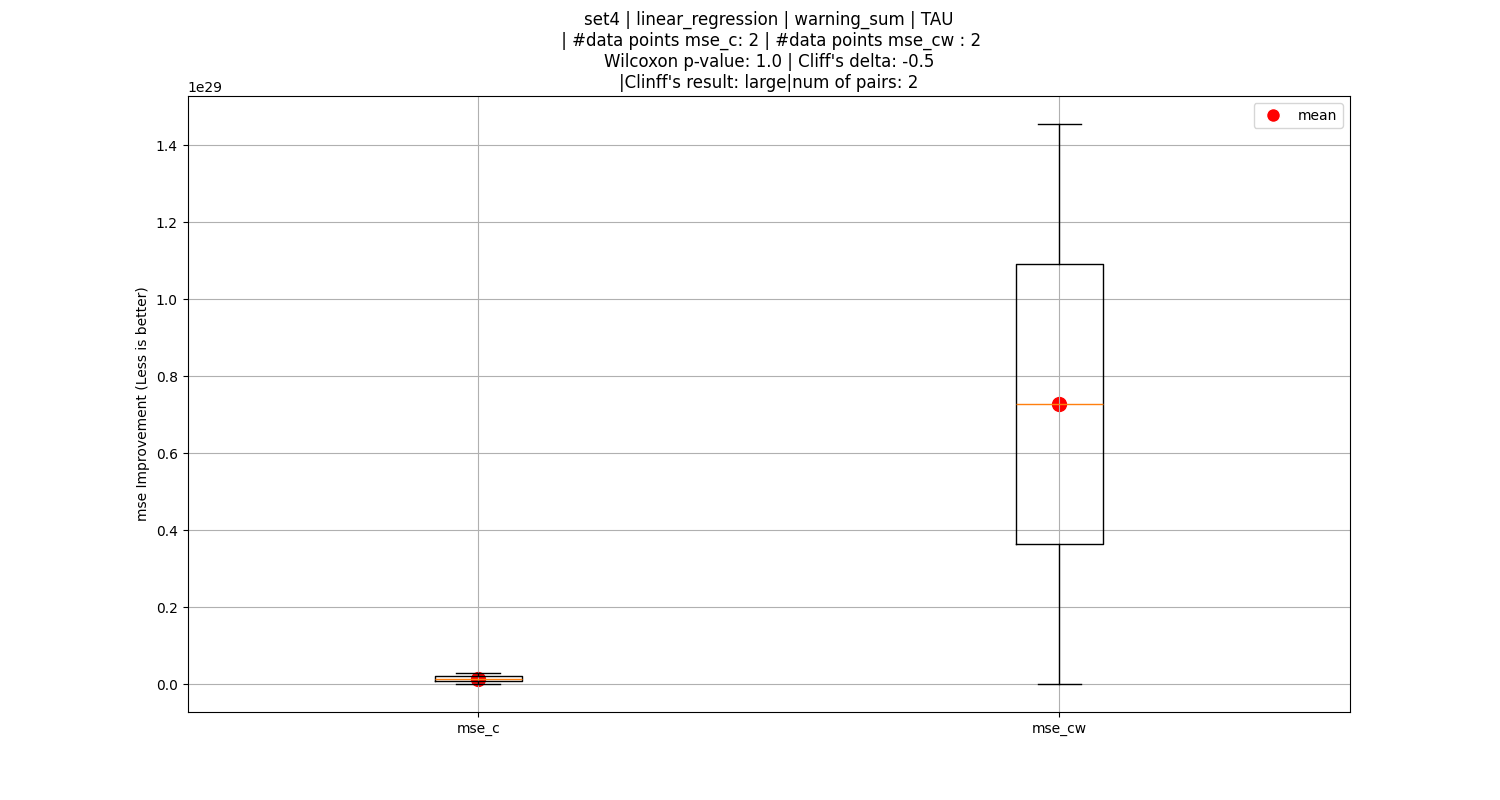 set4 | linear_regression | warning_sum | TAU
| #data points mse_c: 2 | #data points mse_cw : 2
Wilcoxon p-value: 1.0 | Cliff's delta: -0.5
|Clinff's result: large|num of pairs: 2
1e29
mean
1.4
1.2
1.0
0.8
0.6
0.4
0.2
0.0
mse Improvement (Less is better)
mse_c
mse_cw